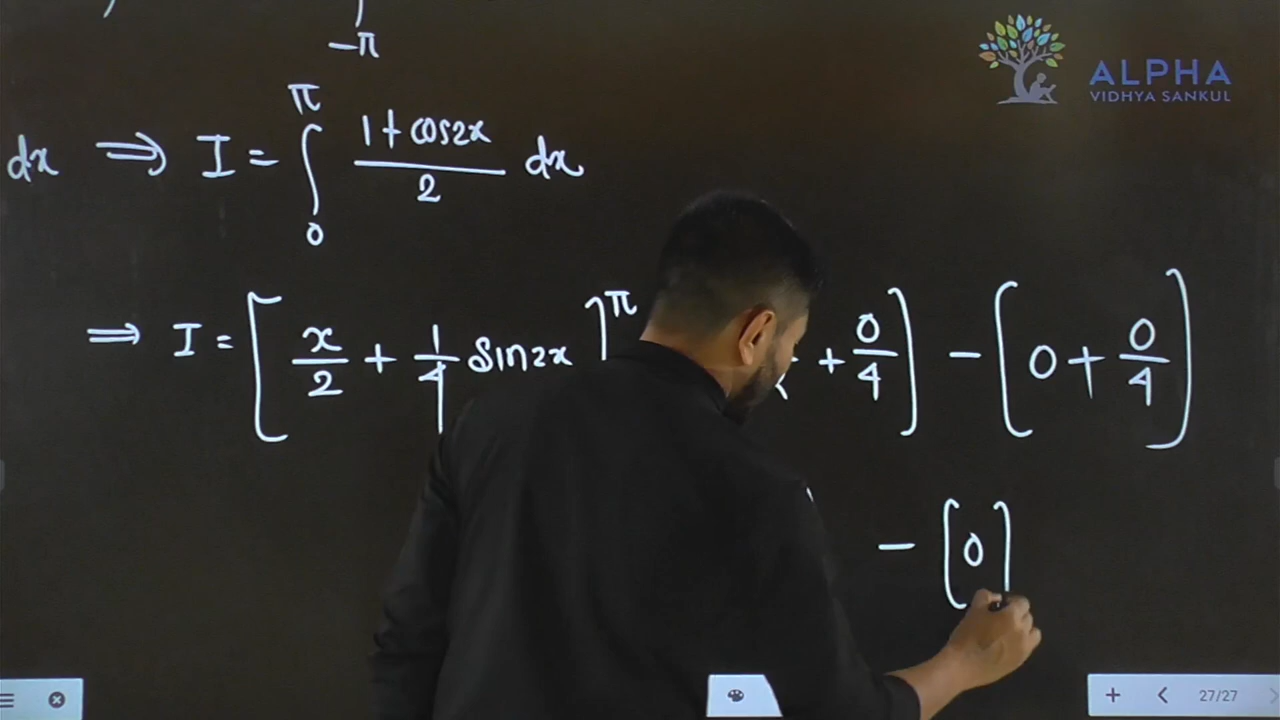 -π
ALPHA
VIDHYA SANKUL
dx ⇒ I = ∫₀^π (1+cos2x)/2 dx
⇒ I = [ x/2 + 1/4 sin2x ]^π + 0/4 ] - [ 0 + 0/4 ]
- [ 0 ]
27/27